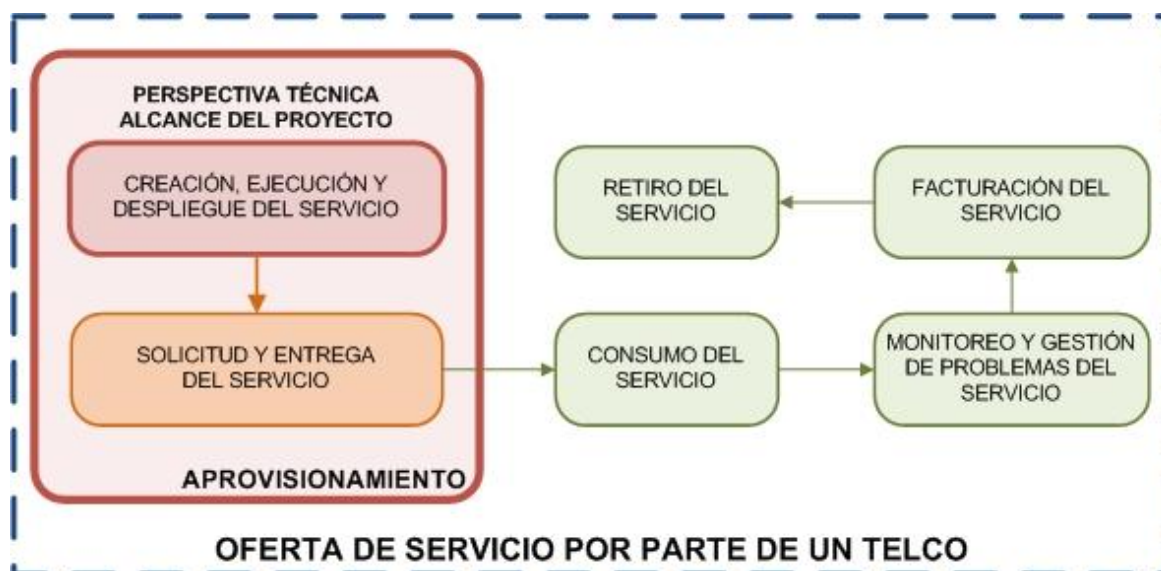 PERSPECTIVA TÉCNICA
ALCANCE DEL PROYECTO
CREACIÓN, EJECUCIÓN Y
DESPLIEGUE DEL SERVICIO
SOLICITUD Y ENTREGA
DEL SERVICIO
APROVISIONAMIENTO
RETIRO DEL
SERVICIO
FACTURACIÓN DEL
SERVICIO
CONSUMO DEL
SERVICIO
MONITOREO Y GESTIÓN
DE PROBLEMAS DEL
SERVICIO
OFERTA DE SERVICIO POR PARTE DE UN TELCO